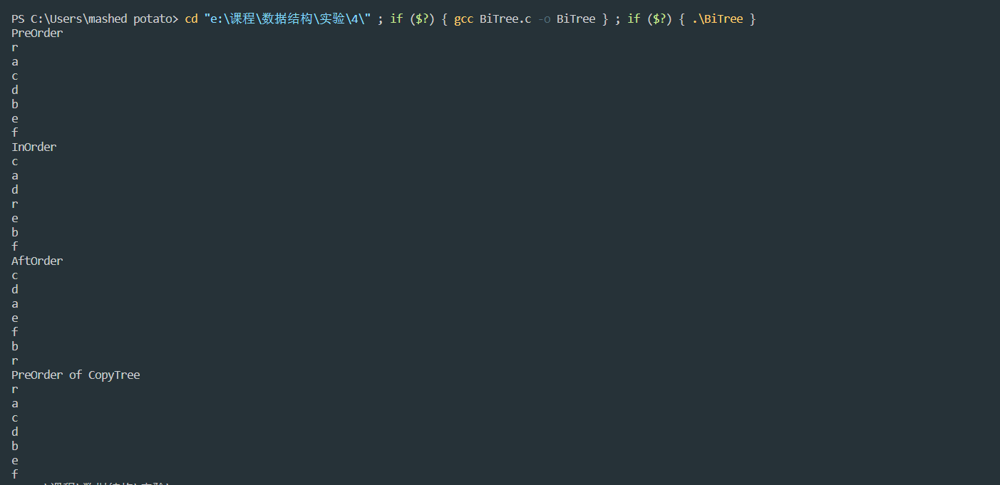 PS C:\Users\mashed potato> cd "e:\课程\数据结构\实验\4\" ; if ($?) { gcc BiTree.c -o BiTree } ; if ($?) { .\BiTree }
PreOrder
r
a
c
d
b
e
f
InOrder
c
a
d
r
e
b
f
AftOrder
c
d
a
e
f
b
r
PreOrder of CopyTree
r
a
c
d
b
e
f